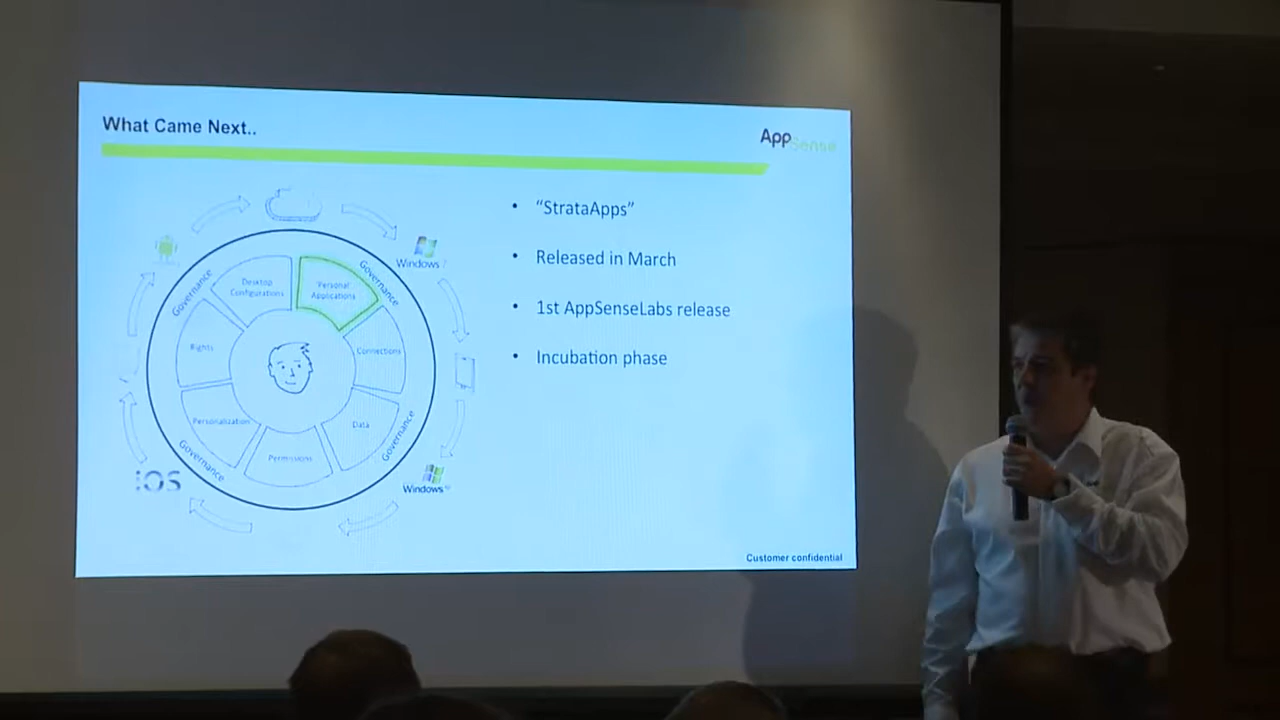 What Came Next..
AppSense
“StrataApps”
Released in March
1st AppSenseLabs release
Incubation phase
Windows 7
Windows
iOS
Governance
Governance
Governance
Governance
Desktop
Configurations
Personal
Applications
Connections
Data
Permissions
Personalization
Rights
Customer confidential